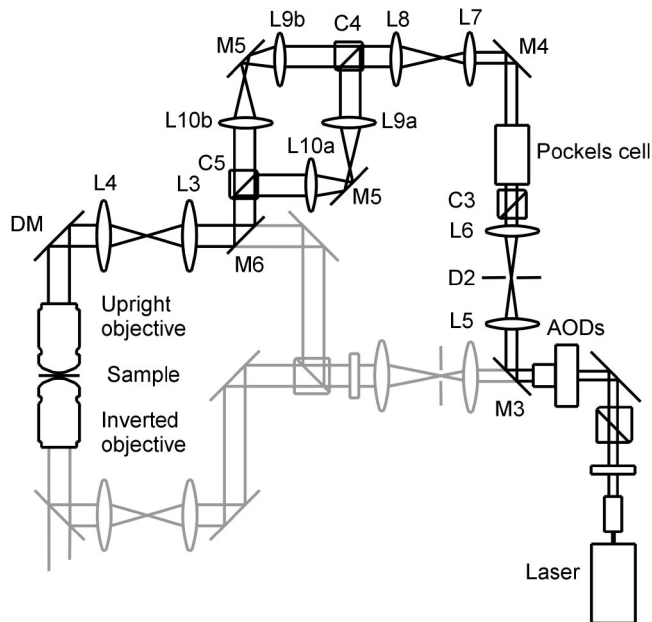 L9b
C4
L8
L7
M5
M4
L10b
L9a
L10a
Pockels cell
C5
M5
C3
L4
L3
L6
DM
M6
D2
Upright
objective
L5
AODs
Sample
Inverted
objective
M3
Laser